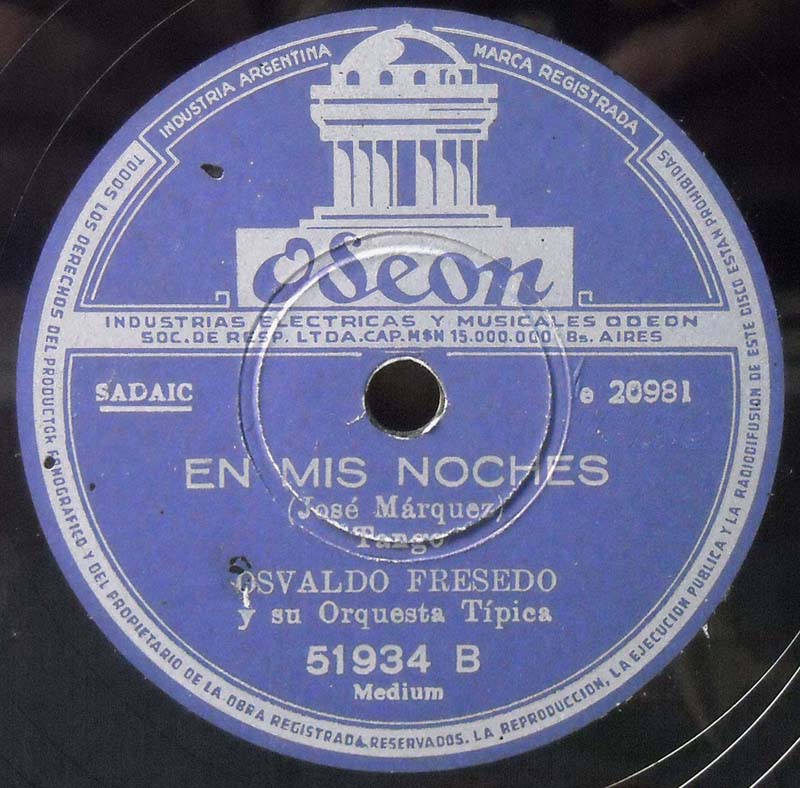 INDUSTRIA ARGENTINA
MARCA REGISTRADA
Odeon
INDUSTRIAS ELECTRICAS Y MUSICALES ODEON
SOC. DE RESP. LTDA. CAP. M$N 15.000.000 Bs. AIRES
SADAIC
e 20981
EN MIS NOCHES
(José Márquez)
"Tango"
OSVALDO FRESEDO
y su Orquesta Típica
51934 B
Medium
TODOS LOS DERECHOS DEL PRODUCTOR FONOGRAFICO Y DEL PROPIETARIO DE LA OBRA REGISTRADA RESERVADOS. LA REPRODUCCION, LA EJECUCION PUBLICA Y LA RADIODIFUSION DE ESTE DISCO ESTAN PROHIBIDAS